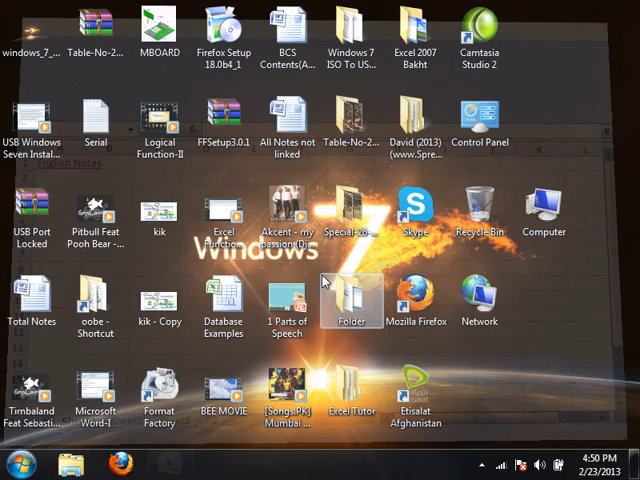 windows_7_...
Table-No-2...
MBOARD
Firefox Setup
18.0b4_1
BCS
Contents(A...
Windows 7
ISO To US...
Excel 2007
Bakht
Camtasia
Studio 2
USB Windows
Seven Instal...
Serial
Logical
Function-II
FFSetup3.0.1
All Notes not
linked
Table-No-2...
David (2013)
(www.Spre...
Control Panel
English Notes
USB Port
Locked
Pitbull Feat
Pooh Bear -...
kik
Excel
Function...
Akcent - my
passion(Dj...
Special-26-...
Skype
Recycle Bin
Computer
Windows 7
Total Notes
oobe -
Shortcut
kik - Copy
Database
Examples
1 Parts of
Speech
Folder
Mozilla Firefox
Network
Timbaland
Feat Sebasti...
Microsoft
Word-I
Format
Factory
BEE MOVIE
[Songs.PK]
Mumbai ...
Excel Tutor
Etisalat
Afghanistan
4:50 PM
2/23/2013